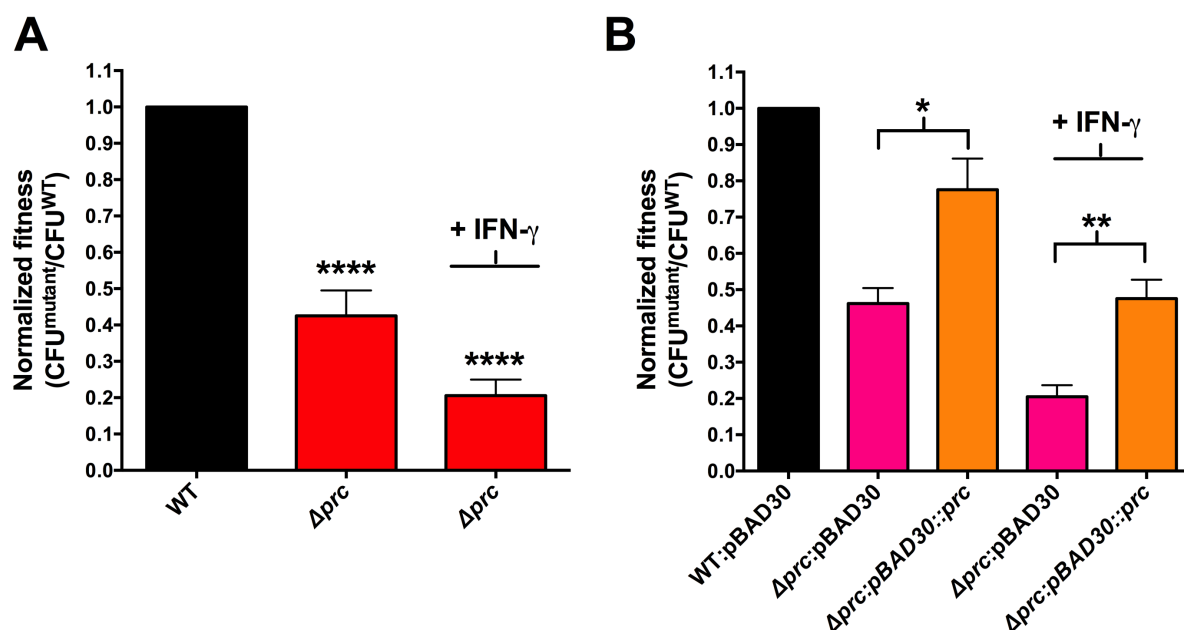 A
Normalized fitness
(CFUmutant/CFUWT)
1.1
1.0
0.9
0.8
0.7
0.6
0.5
0.4
0.3
0.2
0.1
0.0
****
+ IFN-γ
****
WT
Δprc
Δprc
B
Normalized fitness
(CFUmutant/CFUWT)
1.1
1.0
0.9
0.8
0.7
0.6
0.5
0.4
0.3
0.2
0.1
0.0
*
+ IFN-γ
**
WT:pBAD30
Δprc:pBAD30
Δprc:pBAD30::prc
Δprc:pBAD30
Δprc:pBAD30::prc